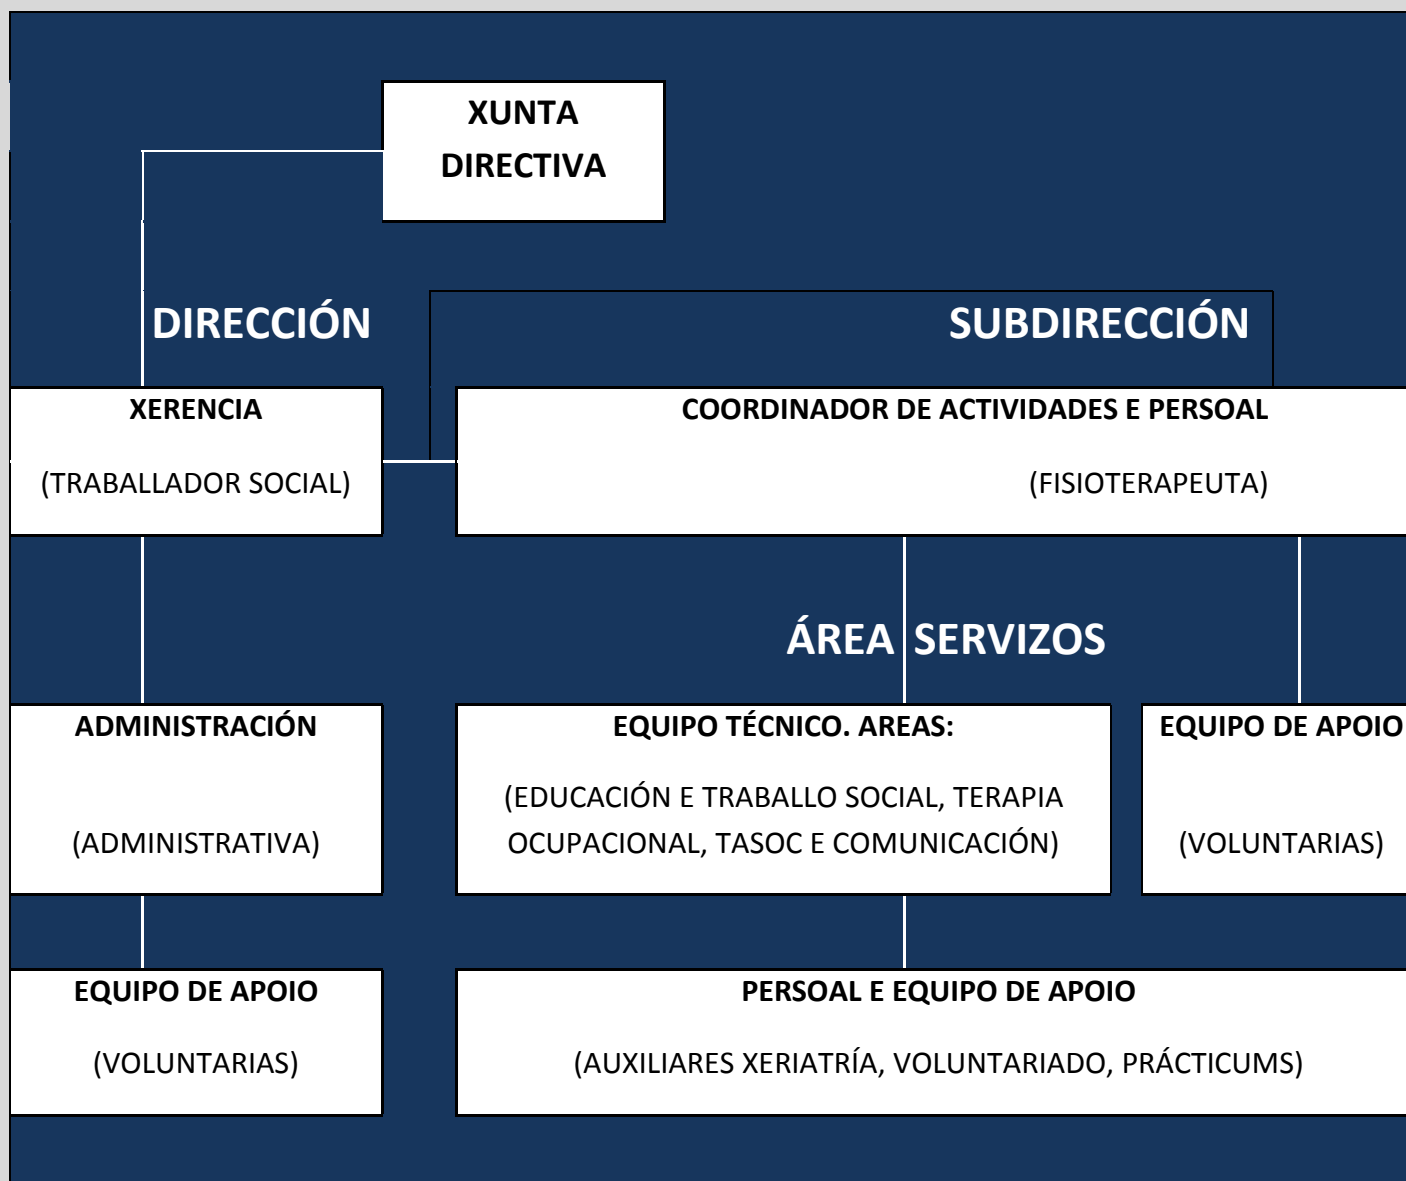 XUNTA
DIRECTIVA
DIRECCIÓN
SUBDIRECCIÓN
XERENCIA
(TRABALLADOR SOCIAL)
COORDINADOR DE ACTIVIDADES E PERSOAL
(FISIOTERAPEUTA)
ÁREA SERVIZOS
ADMINISTRACIÓN
(ADMINISTRATIVA)
EQUIPO TÉCNICO. AREAS:
(EDUCACIÓN E TRABALLO SOCIAL, TERAPIA
OCUPACIONAL, TASOC E COMUNICACIÓN)
EQUIPO DE APOIO
(VOLUNTARIAS)
EQUIPO DE APOIO
(VOLUNTARIAS)
PERSOAL E EQUIPO DE APOIO
(AUXILIARES XERIATRÍA, VOLUNTARIADO, PRÁCTICUMS)